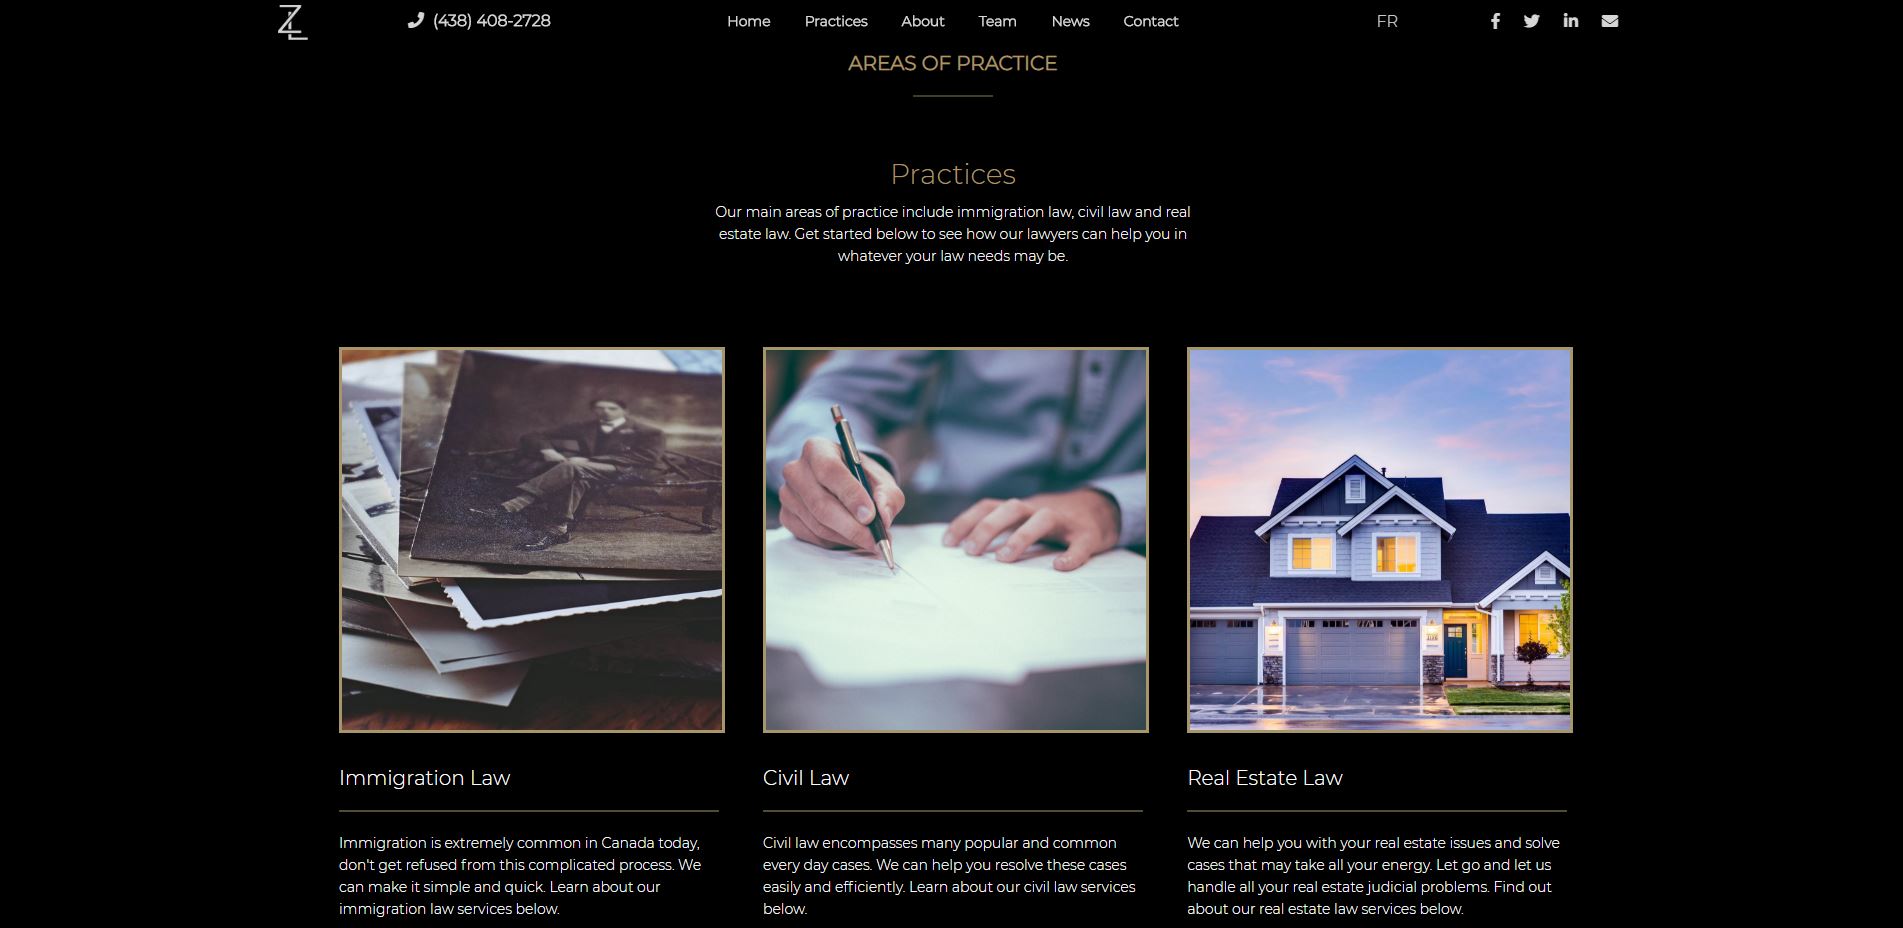 ZL
(438) 408-2728
Home Practices About Team News Contact
FR
AREAS OF PRACTICE
Practices
Our main areas of practice include immigration law, civil law and real
estate law. Get started below to see how our lawyers can help you in
whatever your law needs may be.
Immigration Law
Immigration is extremely common in Canada today,
don't get refused from this complicated process. We
can make it simple and quick. Learn about our
immigration law services below.
Civil Law
Civil law encompasses many popular and common
every day cases. We can help you resolve these cases
easily and efficiently. Learn about our civil law services
below.
Real Estate Law
We can help you with your real estate issues and solve
cases that may take all your energy. Let go and let us
handle all your real estate judicial problems. Find out
about our real estate law services below.